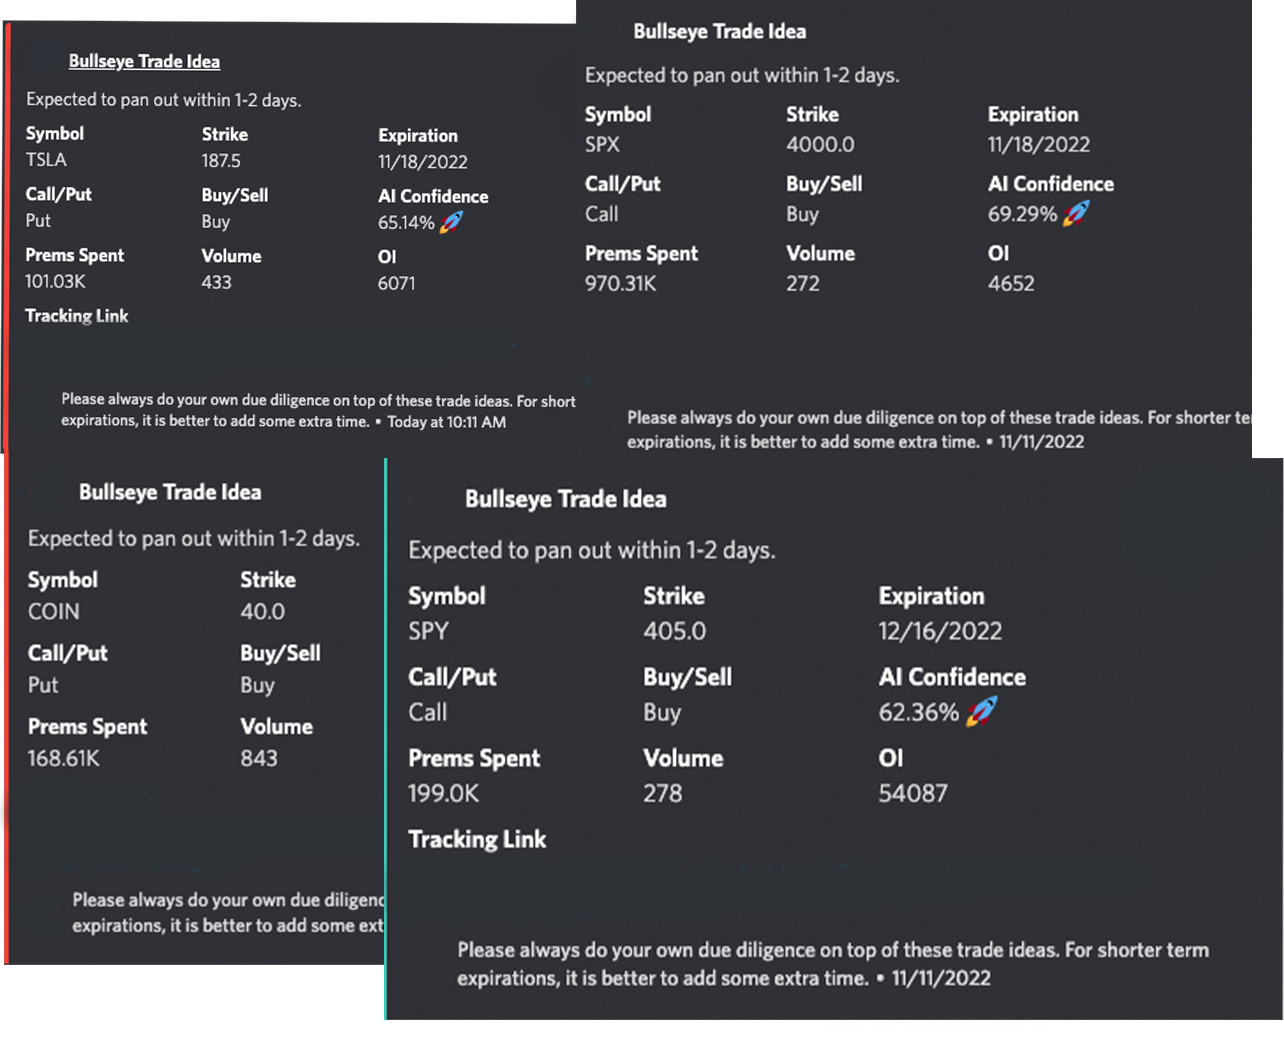 Bullseye Trade Idea
Expected to pan out within 1-2 days.
Symbol Strike Expiration
TSLA 187.5 11/18/2022
Call/Put Buy/Sell AI Confidence
Put Buy 65.14% 🚀
Prems Spent Volume OI
101.03K 433 6071
Tracking Link
Please always do your own due diligence on top of these trade ideas. For short
expirations, it is better to add some extra time. • Today at 10:11 AM
Bullseye Trade Idea
Expected to pan out within 1-2 days.
Symbol Strike Expiration
SPX 4000.0 11/18/2022
Call/Put Buy/Sell AI Confidence
Call Buy 69.29% 🚀
Prems Spent Volume OI
970.31K 272 4652
Please always do your own due diligence on top of these trade ideas. For shorter te
expirations, it is better to add some extra time. • 11/11/2022
Bullseye Trade Idea
Expected to pan out within 1-2 days.
Symbol Strike
COIN 40.0
Call/Put Buy/Sell
Put Buy
Prems Spent Volume
168.61K 843
Please always do your own due diligenc
expirations, it is better to add some ext
Bullseye Trade Idea
Expected to pan out within 1-2 days.
Symbol Strike Expiration
SPY 405.0 12/16/2022
Call/Put Buy/Sell AI Confidence
Call Buy 62.36% 🚀
Prems Spent Volume OI
199.0K 278 54087
Tracking Link
Please always do your own due diligence on top of these trade ideas. For shorter term
expirations, it is better to add some extra time. • 11/11/2022